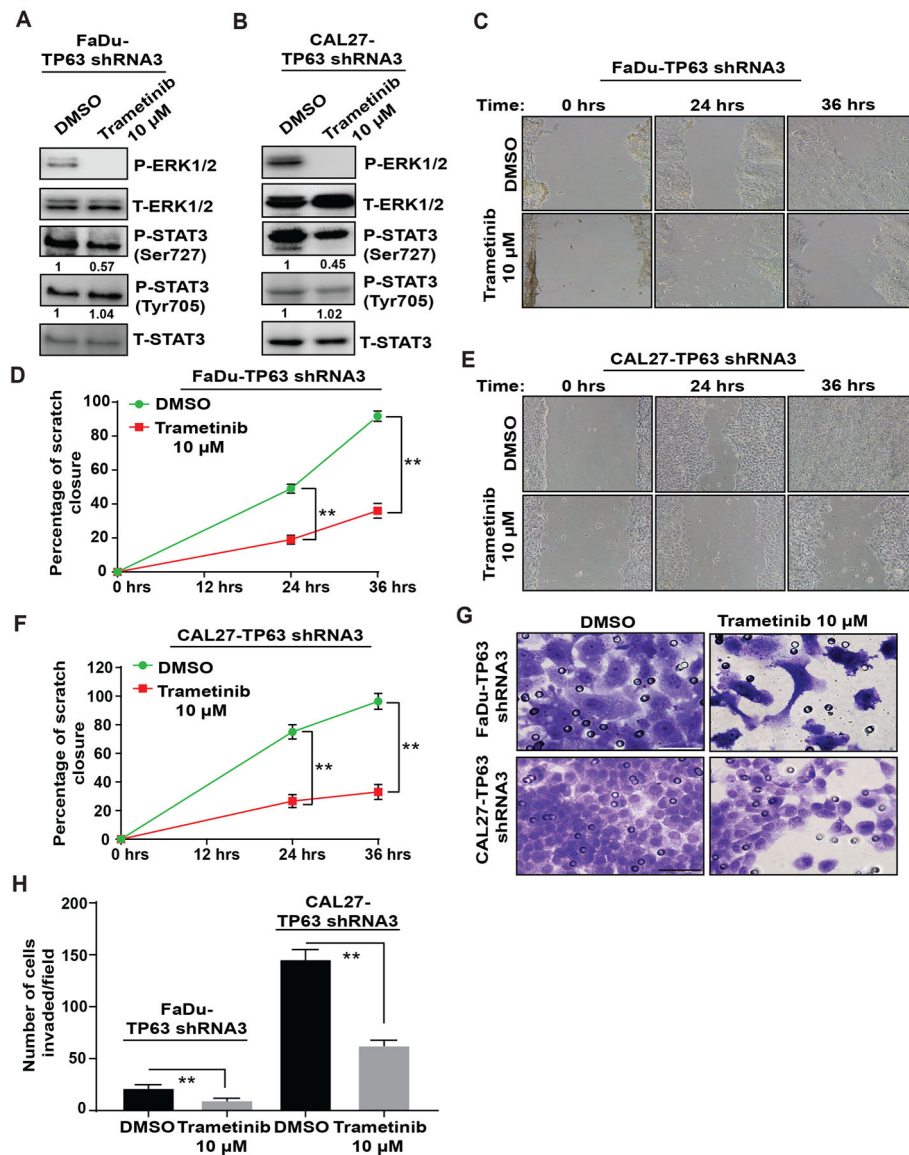 A
FaDu-
TP63 shRNA3
DMSO
Trametinib
10 µM
P-ERK1/2
T-ERK1/2
P-STAT3
(Ser727)
1 0.57
P-STAT3
(Tyr705)
1 1.04
T-STAT3
B
CAL27-
TP63 shRNA3
DMSO
Trametinib
10 µM
P-ERK1/2
T-ERK1/2
P-STAT3
(Ser727)
1 0.45
P-STAT3
(Tyr705)
1 1.02
T-STAT3
C
FaDu-TP63 shRNA3
Time: 0 hrs 24 hrs 36 hrs
DMSO
Trametinib
10 µM
D
FaDu-TP63 shRNA3
DMSO
Trametinib
10 µM
Percentage of scratch
closure
100
80
60
40
20
0
**
**
0 hrs 12 hrs 24 hrs 36 hrs
E
CAL27-TP63 shRNA3
Time: 0 hrs 24 hrs 36 hrs
DMSO
Trametinib
10 µM
F
CAL27-TP63 shRNA3
DMSO
Trametinib
10 µM
Percentage of scratch
closure
120
100
80
60
40
20
0
**
**
0 hrs 12 hrs 24 hrs 36 hrs
G
DMSO Trametinib 10 µM
FaDu-TP63
shRNA3
CAL27-TP63
shRNA3
H
Number of cells
invaded/field
200
150
100
50
0
FaDu-
TP63 shRNA3
**
CAL27-
TP63 shRNA3
**
DMSO Trametinib DMSO Trametinib
10 µM 10 µM